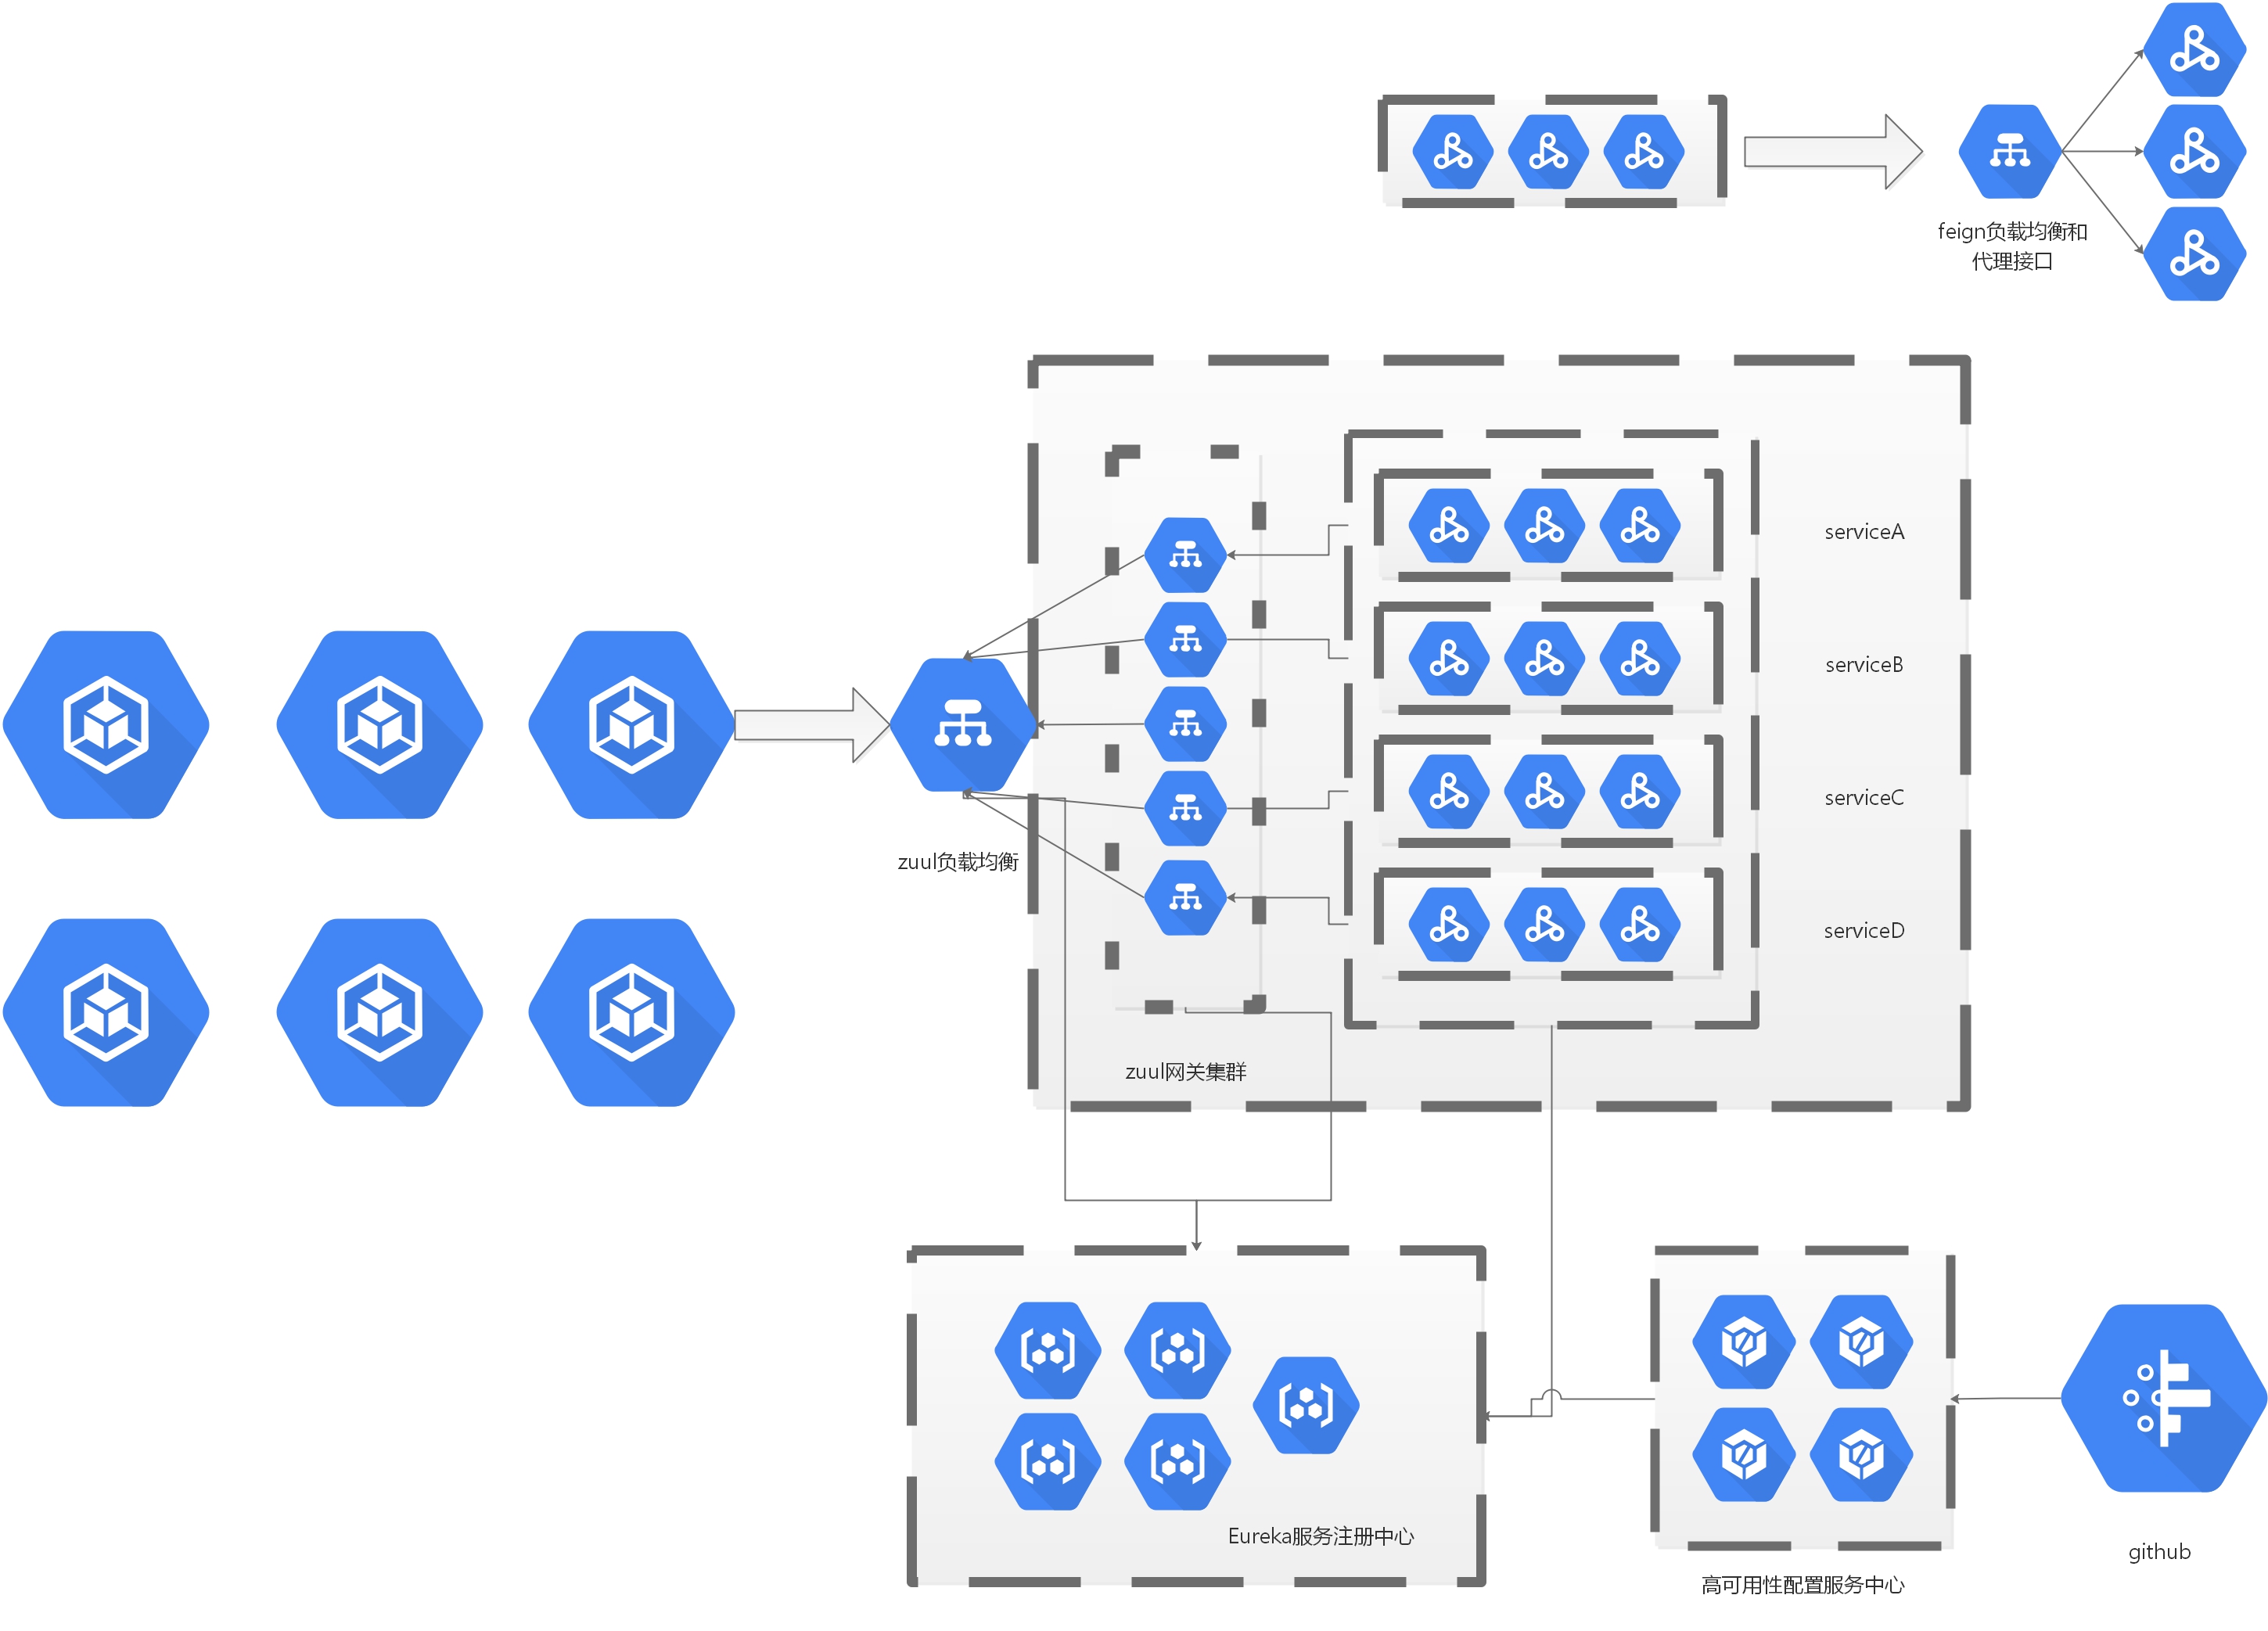 feign负载均衡和
代理接口
serviceA
serviceB
serviceC
zuul负载均衡
serviceD
zuul网关集群
Eureka服务注册中心
github
高可用性配置服务中心